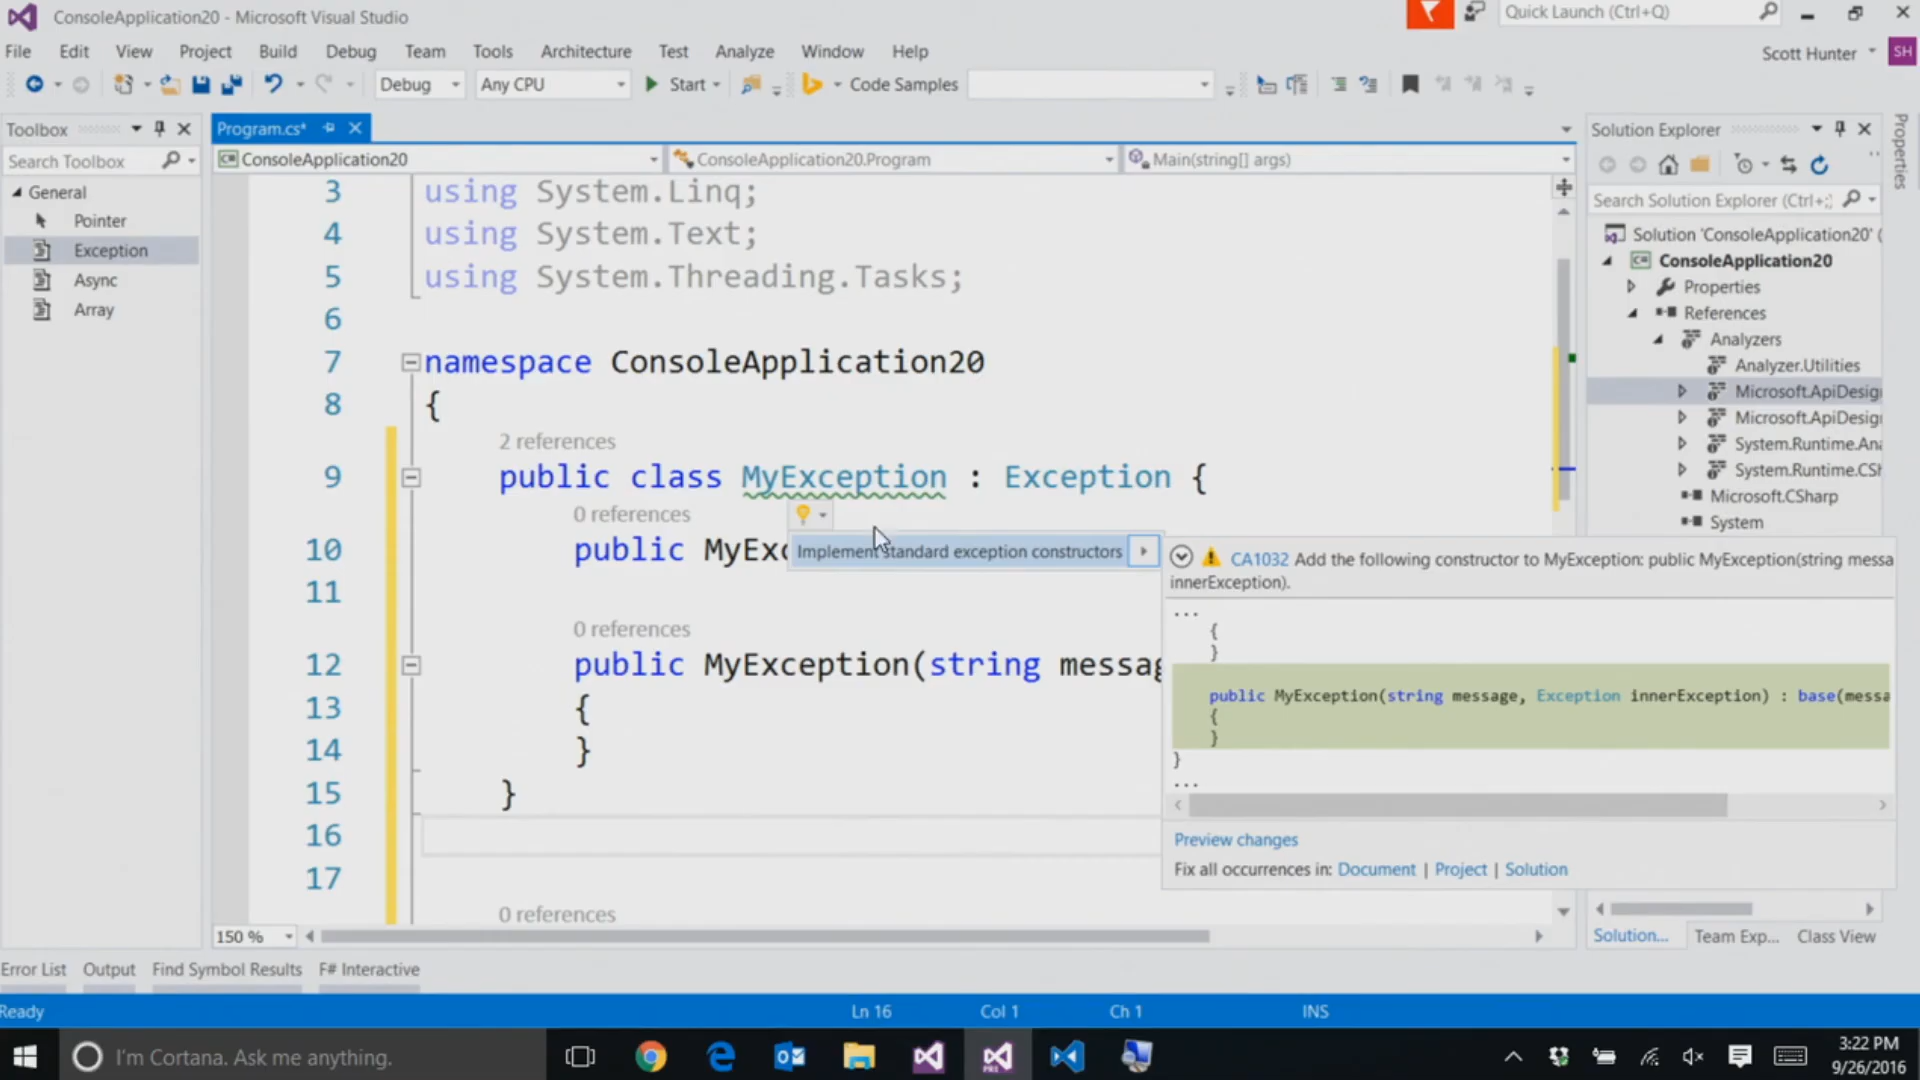 ConsoleApplication20 - Microsoft Visual Studio
Quick Launch (Ctrl+Q)
File Edit View Project Build Debug Team Tools Architecture Test Analyze Window Help
Scott Hunter SH
Debug Any CPU Start Code Samples
Toolbox
Search Toolbox
General
Pointer
Exception
Async
Array
Program.cs*
ConsoleApplication20 ConsoleApplication20.Program Main(string[] args)
3 using System.Linq;
4 using System.Text;
5 using System.Threading.Tasks;
6
7 namespace ConsoleApplication20
8 {
2 references
9 public class MyException : Exception {
0 references
10 public MyExc
11
0 references
12 public MyException(string messag
13 {
14 }
15 }
16
17
0 references
Implement standard exception constructors
CA1032 Add the following constructor to MyException: public MyException(string messa
innerException).
...
{
}
public MyException(string message, Exception innerException) : base(messa
{
}
}
...
Preview changes
Fix all occurrences in: Document | Project | Solution
150 %
Solution Explorer
Search Solution Explorer (Ctrl+;)
Solution 'ConsoleApplication20' (
ConsoleApplication20
Properties
References
Analyzers
Analyzer.Utilities
Microsoft.ApiDesig
Microsoft.ApiDesig
System.Runtime.Ana
System.Runtime.CSh
Microsoft.CSharp
System
Solution... Team Exp... Class View
Properties
Error List Output Find Symbol Results F# Interactive
Ready Ln 16 Col 1 Ch 1 INS
I'm Cortana. Ask me anything.
PRE
3:22 PM
9/26/2016